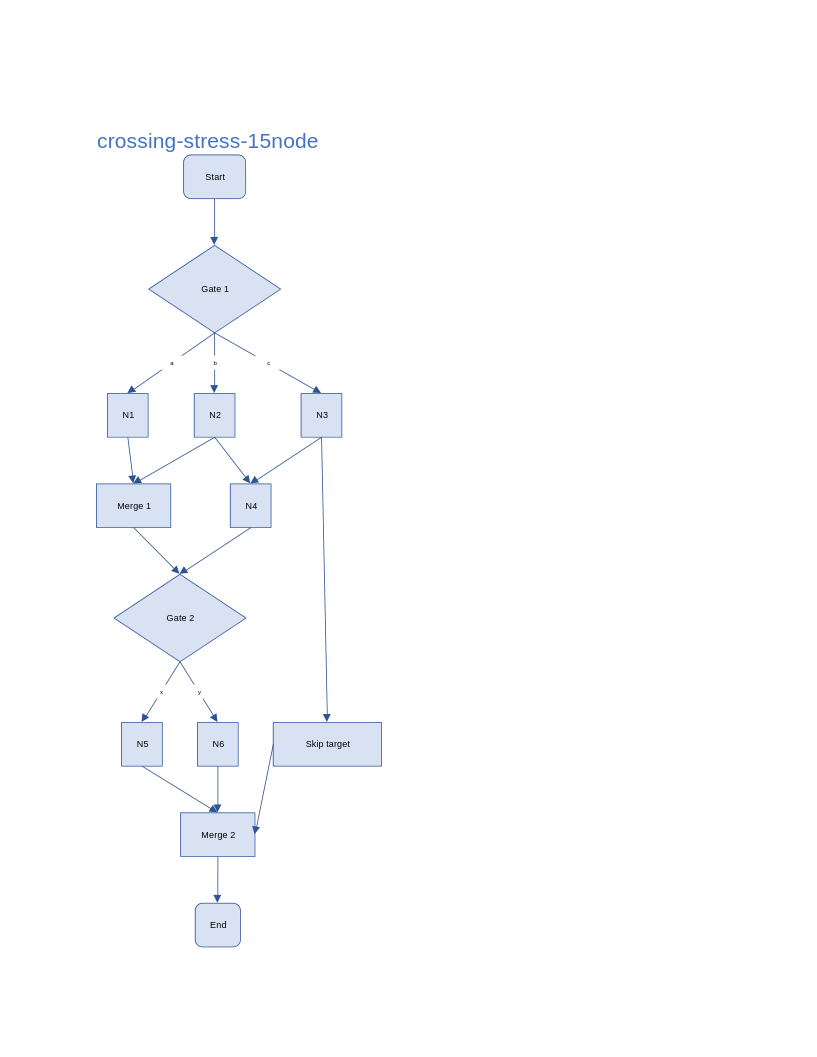 crossing-stress-15node
Start
Gate 1
a
b
c
N1
N2
N3
Merge 1
N4
Gate 2
x
y
N5
N6
Skip target
Merge 2
End